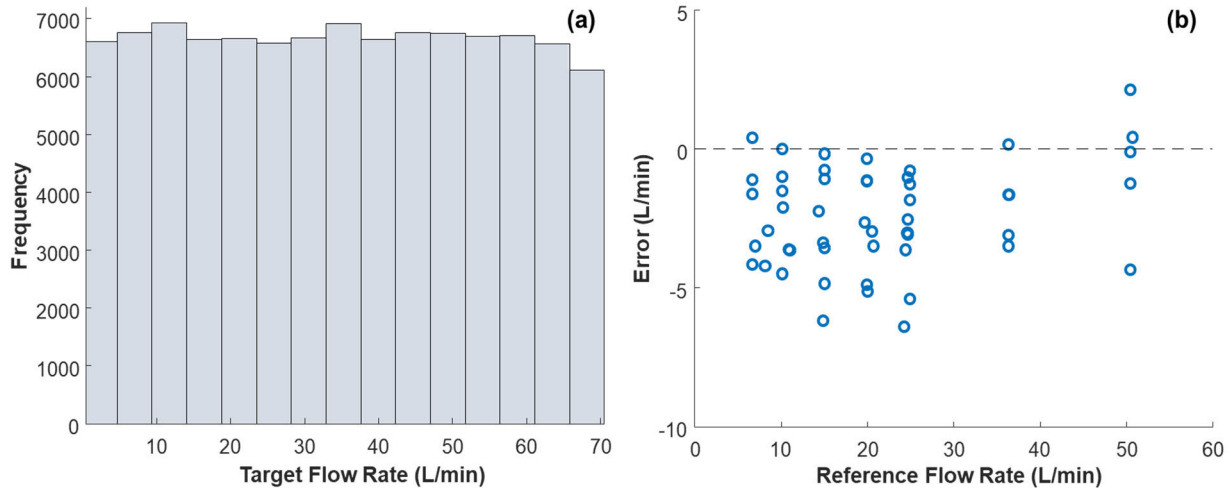 (a)
7000
6000
5000
4000
3000
2000
1000
0
Frequency
10 20 30 40 50 60 70
Target Flow Rate (L/min)
(b)
5
0
-5
-10
Error (L/min)
0 10 20 30 40 50 60
Reference Flow Rate (L/min)